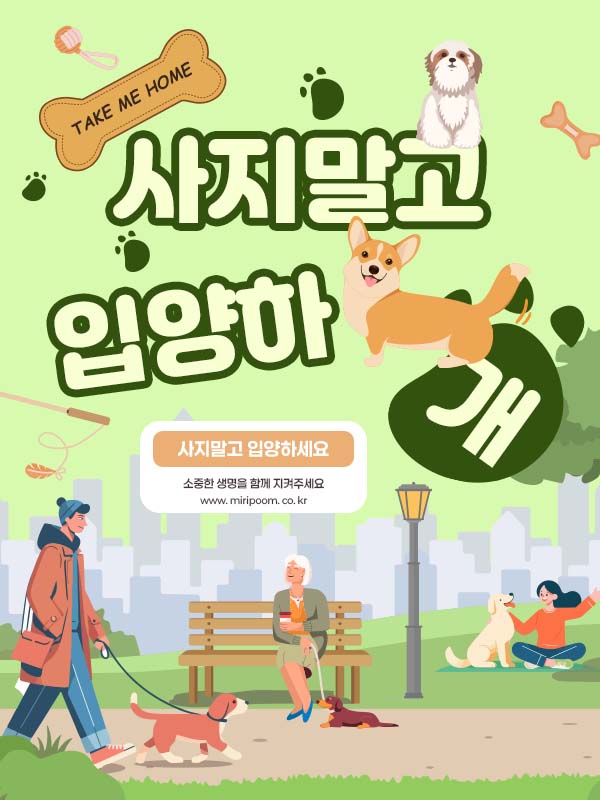 TAKE ME HOME
사지말고
입양하
개
사지말고 입양하세요
소중한 생명을 함께 지켜주세요
www. miripoom. co. kr